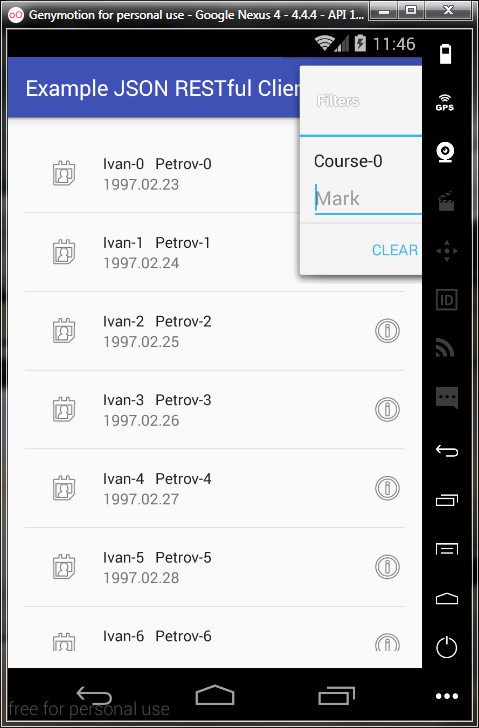 Genymotion for personal use - Google Nexus 4 - 4.4.4 - API 1...
11:46
Example JSON RESTful Clien
Filters
Course-0
Mark
CLEAR
Ivan-0 Petrov-0
1997.02.23
Ivan-1 Petrov-1
1997.02.24
Ivan-2 Petrov-2
1997.02.25
Ivan-3 Petrov-3
1997.02.26
Ivan-4 Petrov-4
1997.02.27
Ivan-5 Petrov-5
1997.02.28
Ivan-6 Petrov-6
GPS
ID
free for personal use